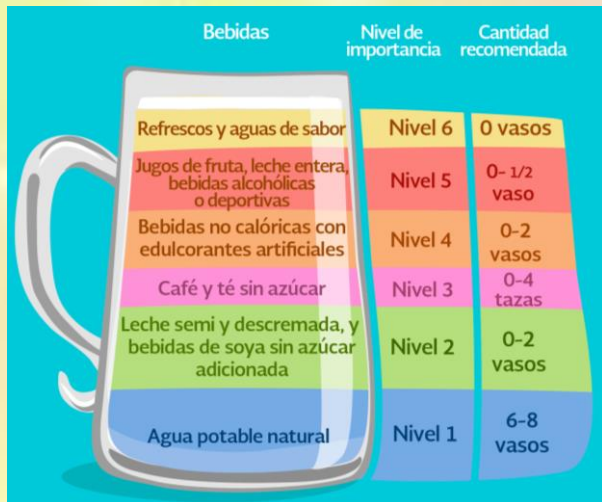 Bebidas
Nivel de
importancia
Cantidad
recomendada
Refrescos y aguas de sabor
Nivel 6
0 vasos
Jugos de fruta, leche entera,
bebidas alcohólicas
o deportivas
Nivel 5
0- 1/2
vaso
Bebidas no calóricas con
edulcorantes artificiales
Nivel 4
0-2
vasos
Café y té sin azúcar
Nivel 3
0-4
tazas
Leche semi y descremada, y
bebidas de soya sin azúcar
adicionada
Nivel 2
0-2
vasos
Agua potable natural
Nivel 1
6-8
vasos